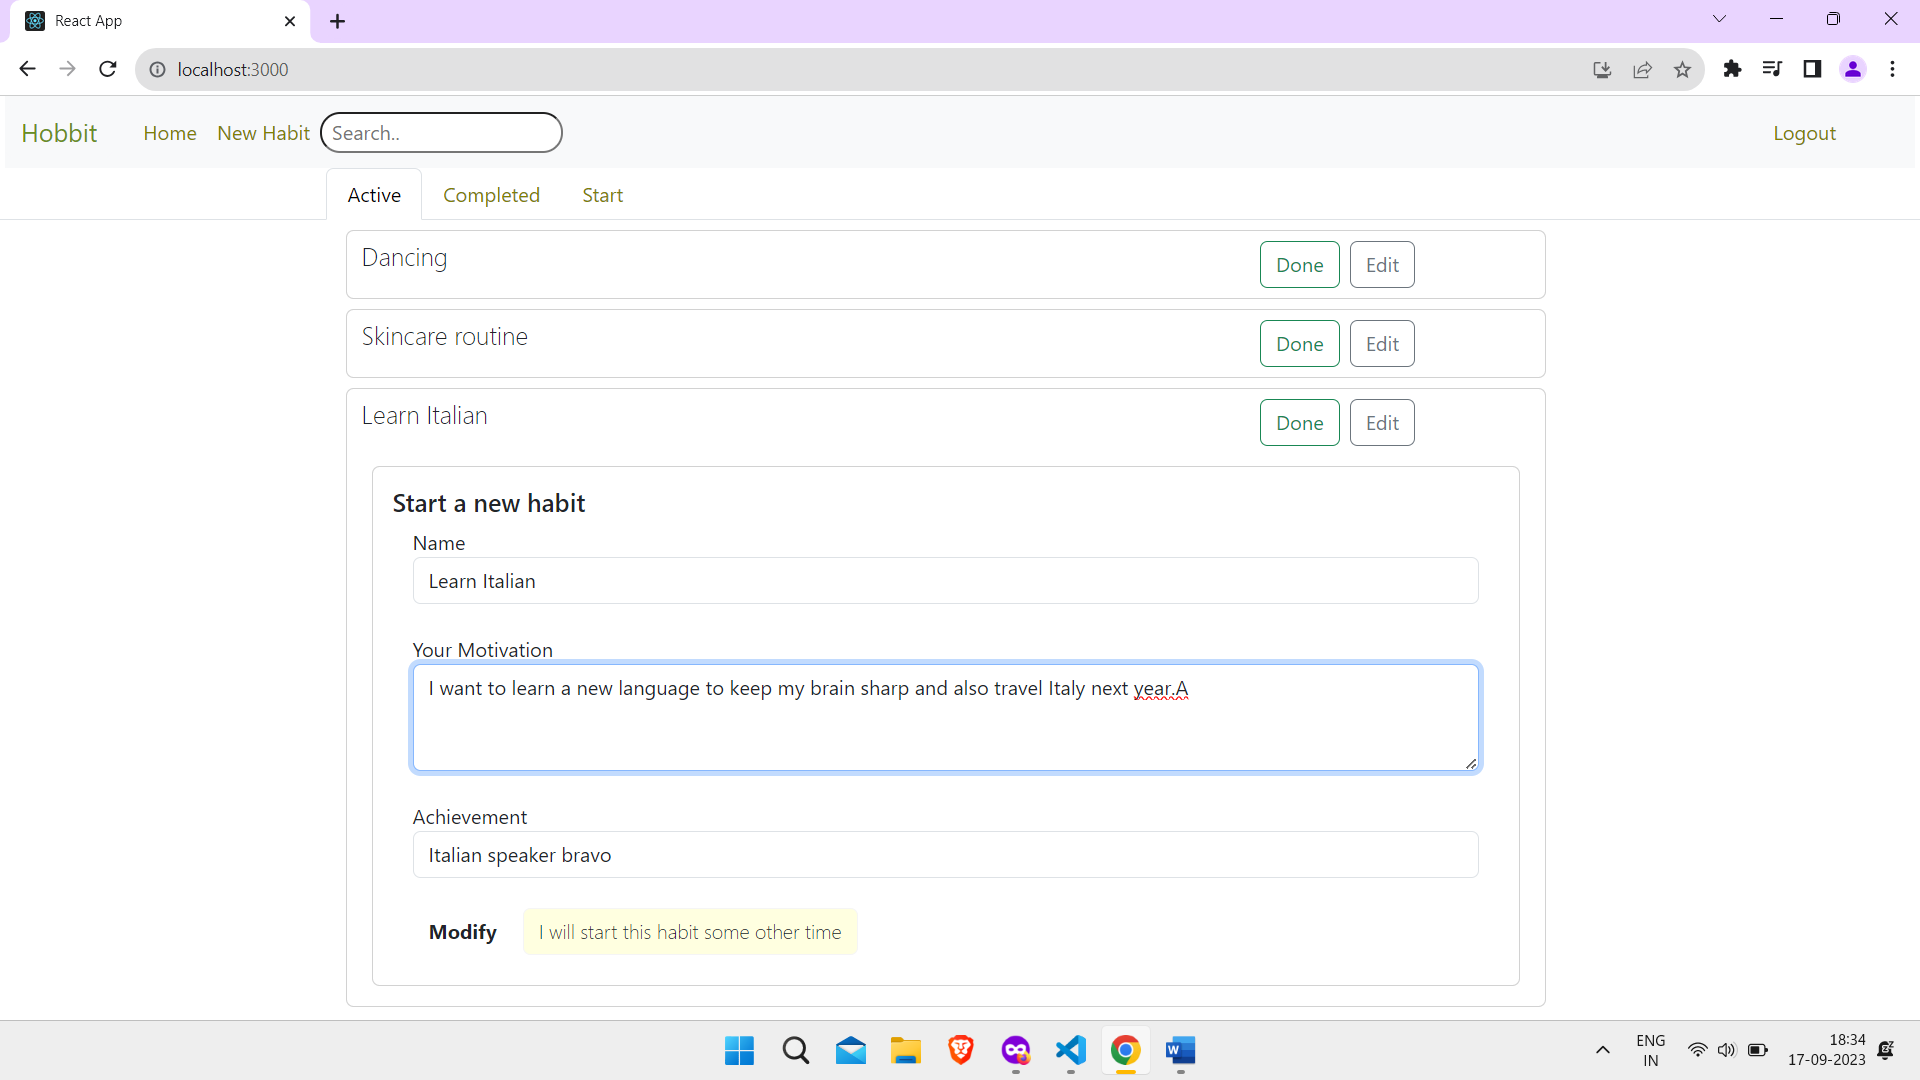 React App
localhost:3000
Hobbit Home New Habit Search.. Logout
Active Completed Start
Dancing Done Edit
Skincare routine Done Edit
Learn Italian Done Edit
Start a new habit
Name
Learn Italian
Your Motivation
I want to learn a new language to keep my brain sharp and also travel Italy next year.A
Achievement
Italian speaker bravo
Modify I will start this habit some other time
ENG 18:34
IN 17-09-2023